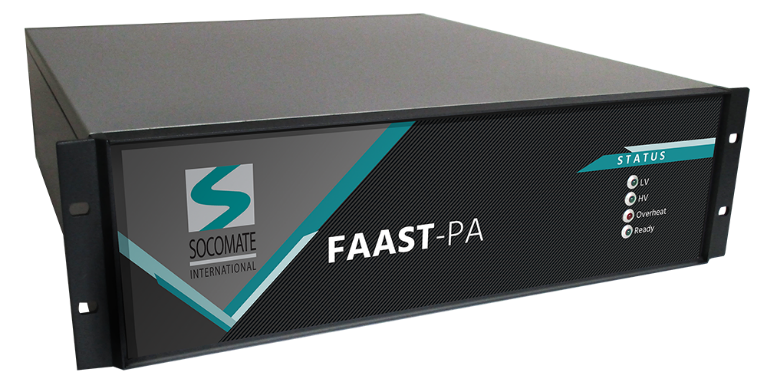 SOCOMATE
INTERNATIONAL
FAAST-PA
STATUS
LV
HV
Overheat
Ready